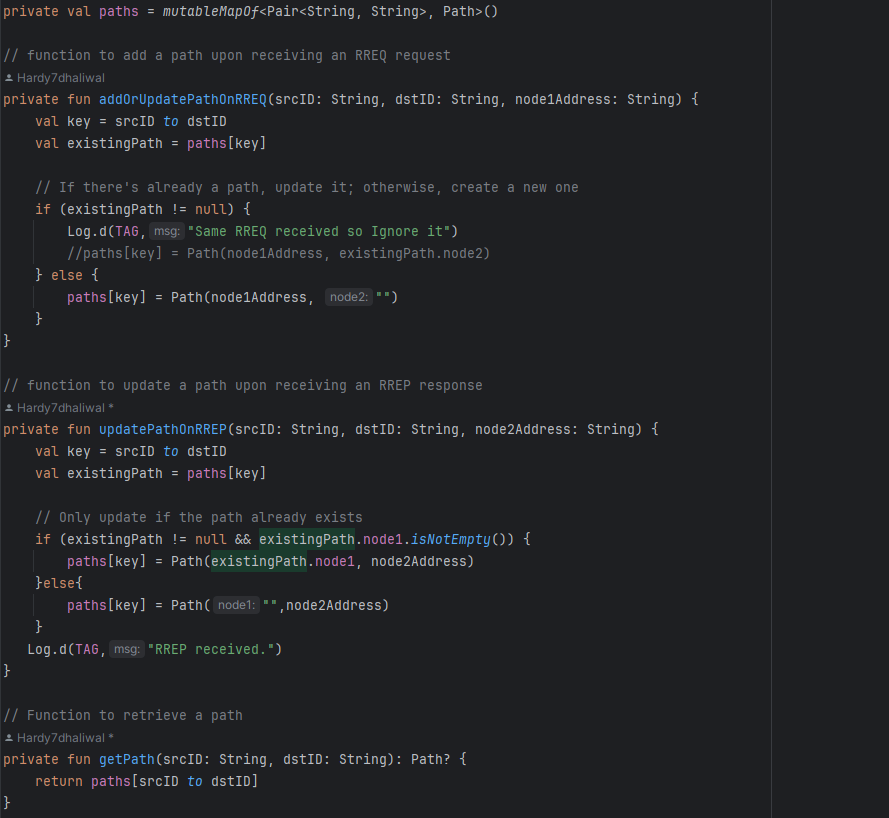 private val paths = mutableMapOf<Pair<String, String>, Path>()
// function to add a path upon receiving an RREQ request
Hardy7dhaliwal
private fun addOrUpdatePathOnRREQ(srcID: String, dstID: String, node1Address: String) {
    val key = srcID to dstID
    val existingPath = paths[key]
    // If there's already a path, update it; otherwise, create a new one
    if (existingPath != null) {
        Log.d(TAG, msg: "Same RREQ received so Ignore it")
        //paths[key] = Path(node1Address, existingPath.node2)
    } else {
        paths[key] = Path(node1Address, node2: "")
    }
}
// function to update a path upon receiving an RREP response
Hardy7dhaliwal *
private fun updatePathOnRREP(srcID: String, dstID: String, node2Address: String) {
    val key = srcID to dstID
    val existingPath = paths[key]
    // Only update if the path already exists
    if (existingPath != null && existingPath.node1.isNotEmpty()) {
        paths[key] = Path(existingPath.node1, node2Address)
    }else{
        paths[key] = Path( node1: "",node2Address)
    }
   Log.d(TAG, msg: "RREP received.")
}
// Function to retrieve a path
Hardy7dhaliwal *
private fun getPath(srcID: String, dstID: String): Path? {
    return paths[srcID to dstID]
}